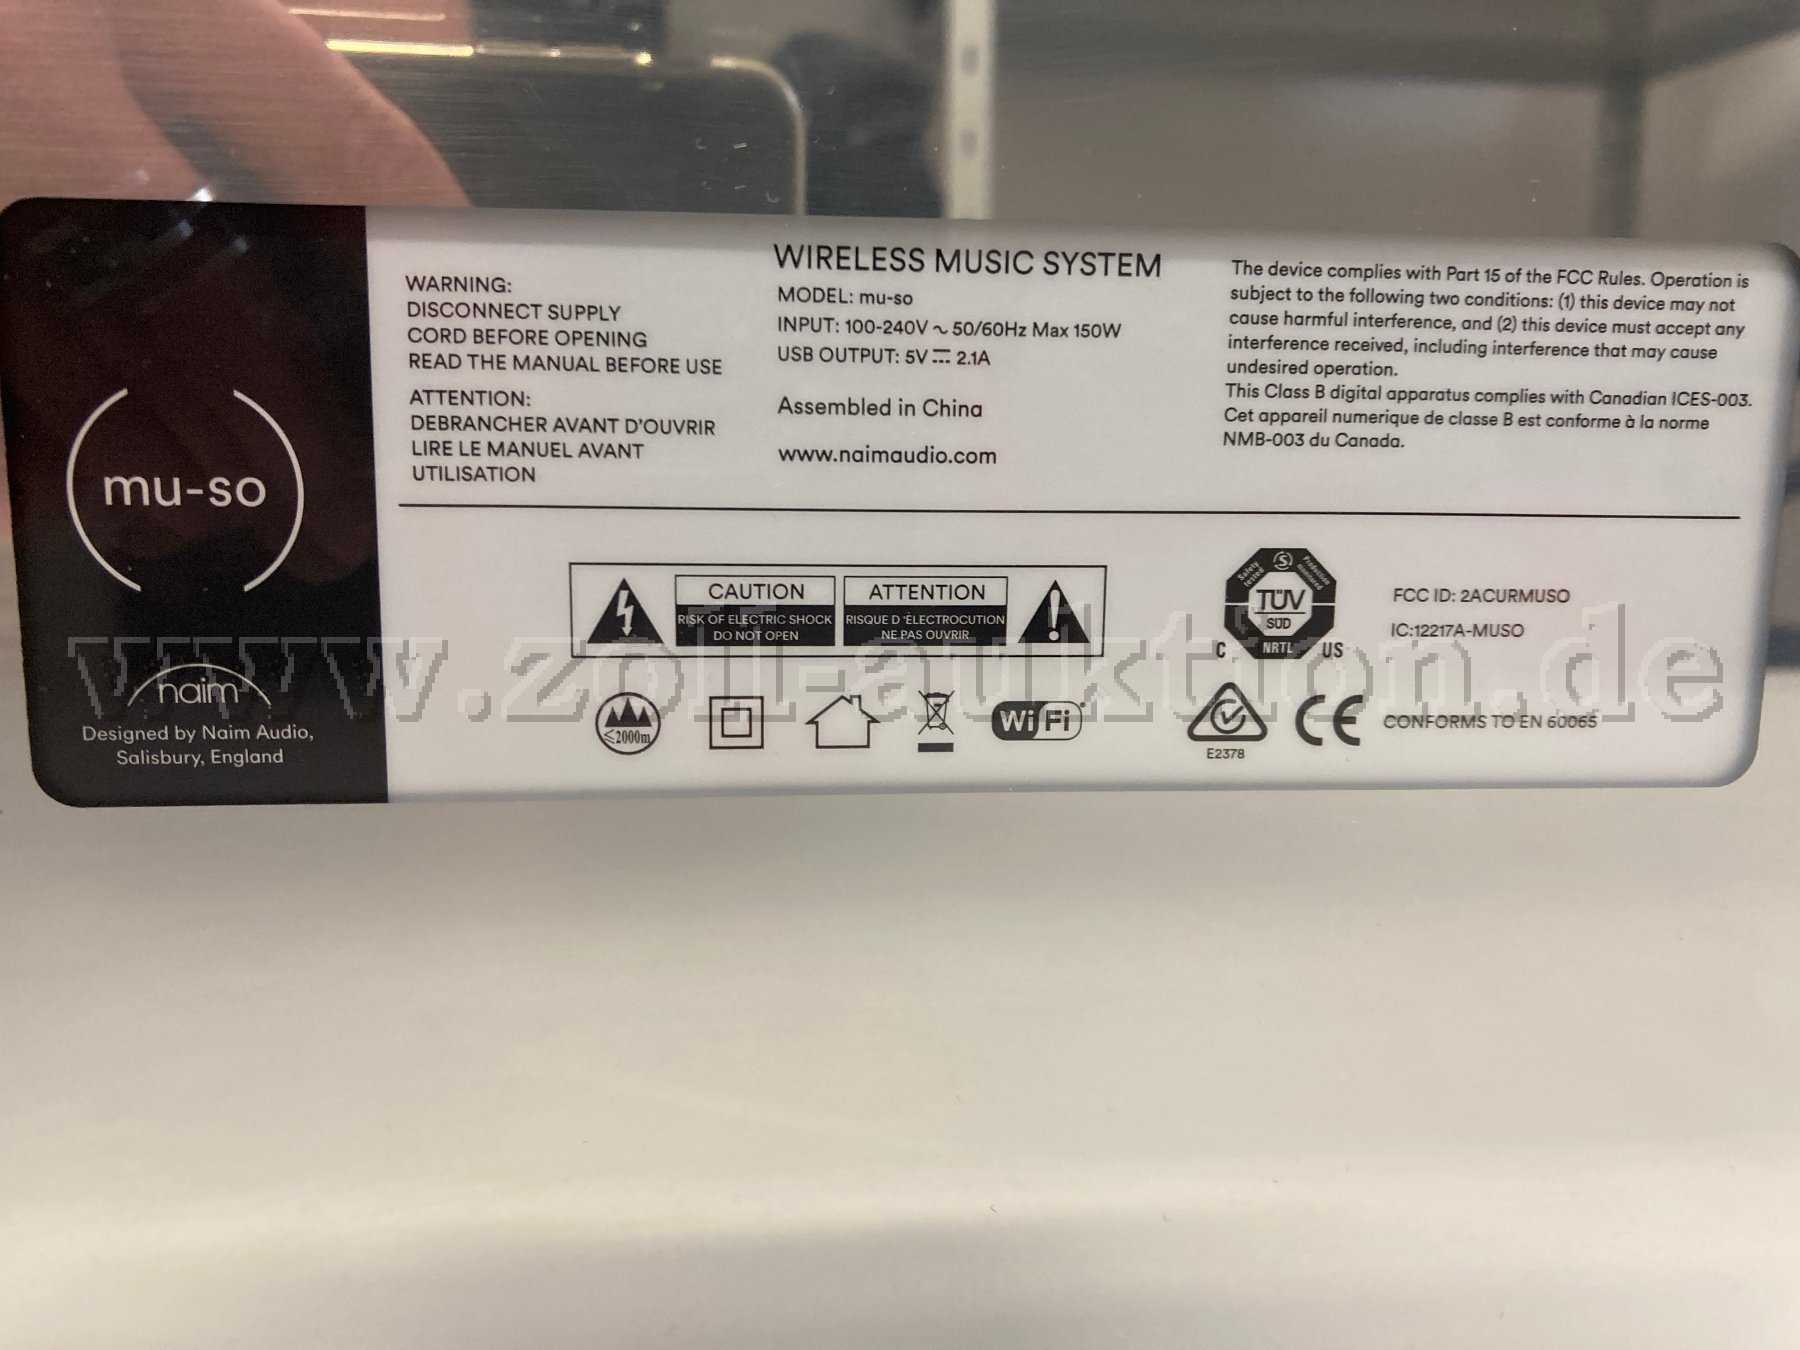 mu-so
naim
Designed by Naim Audio,
Salisbury, England
WARNING:
DISCONNECT SUPPLY
CORD BEFORE OPENING
READ THE MANUAL BEFORE USE
ATTENTION:
DEBRANCHER AVANT D'OUVRIR
LIRE LE MANUEL AVANT
UTILISATION
WIRELESS MUSIC SYSTEM
MODEL: mu-so
INPUT: 100-240V ~ 50/60Hz Max 150W
USB OUTPUT: 5V ⎓ 2.1A
Assembled in China
www.naimaudio.com
The device complies with Part 15 of the FCC Rules. Operation is
subject to the following two conditions: (1) this device may not
cause harmful interference, and (2) this device must accept any
interference received, including interference that may cause
undesired operation.
This Class B digital apparatus complies with Canadian ICES-003.
Cet appareil numerique de classe B est conforme à la norme
NMB-003 du Canada.
CAUTION
RISK OF ELECTRIC SHOCK
DO NOT OPEN
ATTENTION
RISQUE D'ÉLECTROCUTION
NE PAS OUVRIR
Safety tested
S
Production monitored
TÜV
SÜD
C NRTL US
FCC ID: 2ACURMUSO
IC:12217A-MUSO
≤2000m
Wi Fi
E2378
CE
CONFORMS TO EN 60065
www.zoll-auktion.de